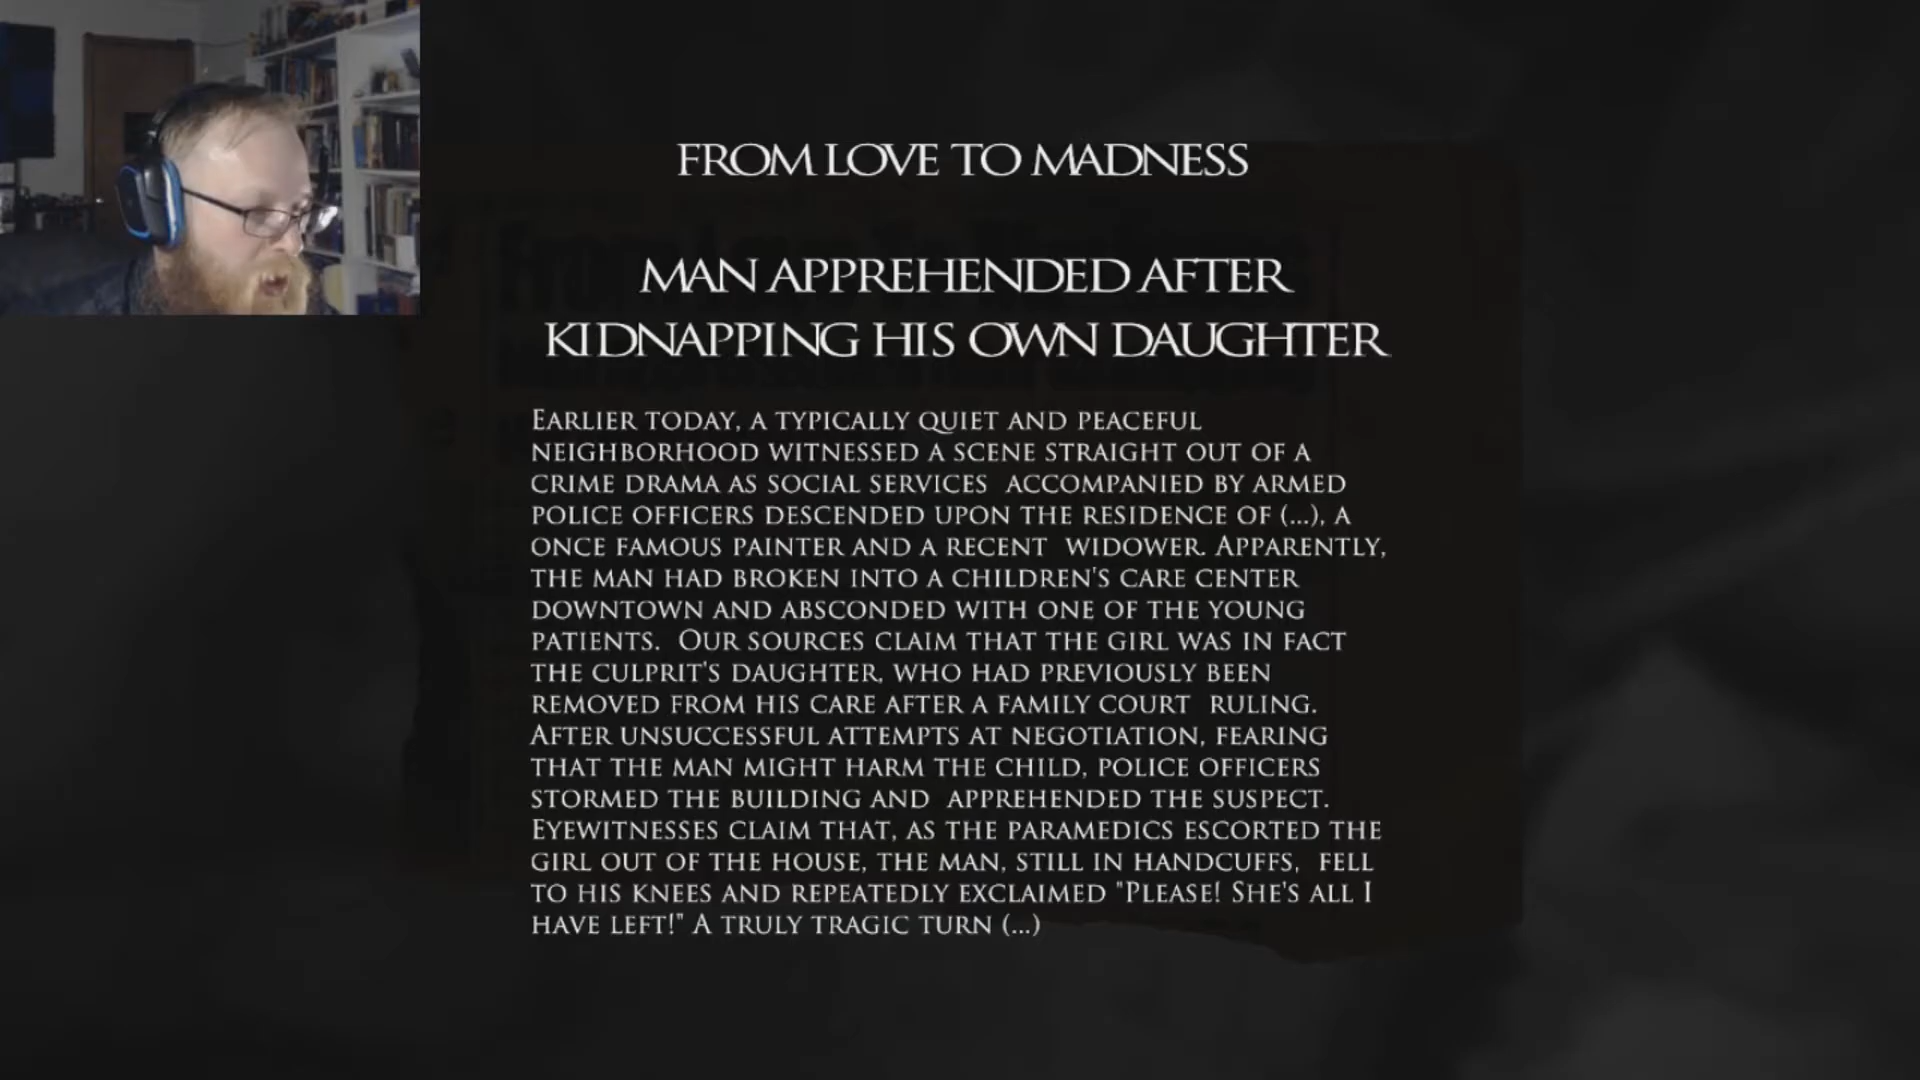 FROM LOVE TO MADNESS
MAN APPREHENDED AFTER
KIDNAPPING HIS OWN DAUGHTER
EARLIER TODAY, A TYPICALLY QUIET AND PEACEFUL
NEIGHBORHOOD WITNESSED A SCENE STRAIGHT OUT OF A
CRIME DRAMA AS SOCIAL SERVICES ACCOMPANIED BY ARMED
POLICE OFFICERS DESCENDED UPON THE RESIDENCE OF (...), A
ONCE FAMOUS PAINTER AND A RECENT WIDOWER. APPARENTLY,
THE MAN HAD BROKEN INTO A CHILDREN'S CARE CENTER
DOWNTOWN AND ABSCONDED WITH ONE OF THE YOUNG
PATIENTS. OUR SOURCES CLAIM THAT THE GIRL WAS IN FACT
THE CULPRIT'S DAUGHTER, WHO HAD PREVIOUSLY BEEN
REMOVED FROM HIS CARE AFTER A FAMILY COURT RULING.
AFTER UNSUCCESSFUL ATTEMPTS AT NEGOTIATION, FEARING
THAT THE MAN MIGHT HARM THE CHILD, POLICE OFFICERS
STORMED THE BUILDING AND APPREHENDED THE SUSPECT.
EYEWITNESSES CLAIM THAT, AS THE PARAMEDICS ESCORTED THE
GIRL OUT OF THE HOUSE, THE MAN, STILL IN HANDCUFFS, FELL
TO HIS KNEES AND REPEATEDLY EXCLAIMED "PLEASE! SHE'S ALL I
HAVE LEFT!" A TRULY TRAGIC TURN (...)